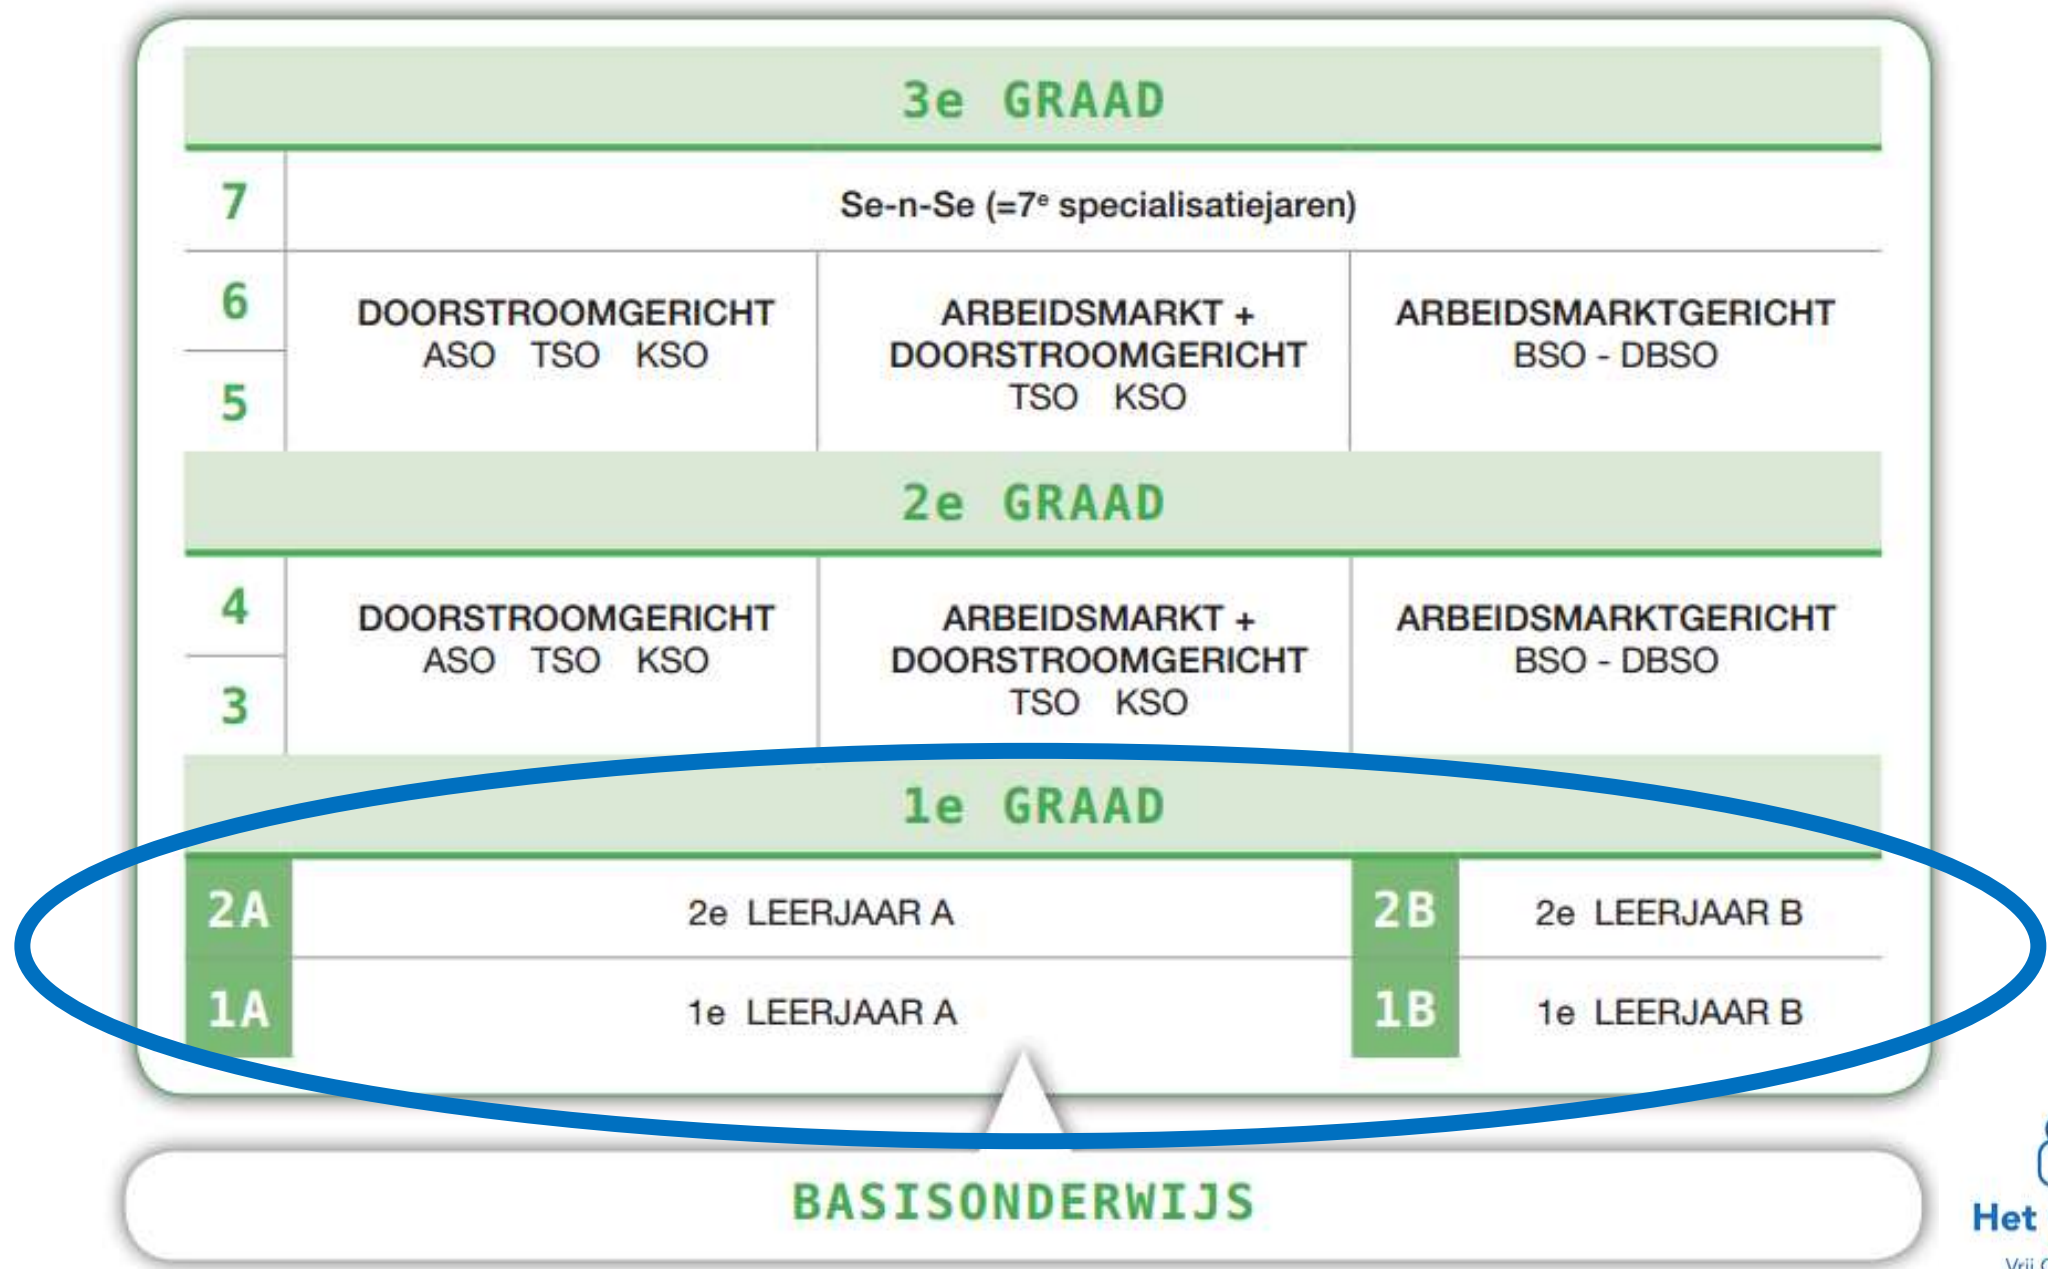 3e GRAAD
7
Se-n-Se (=7ᵉ specialisatiejaren)
6
5
DOORSTROOMGERICHT
ASO TSO KSO
ARBEIDSMARKT +
DOORSTROOMGERICHT
TSO KSO
ARBEIDSMARKTGERICHT
BSO - DBSO
2e GRAAD
4
3
DOORSTROOMGERICHT
ASO TSO KSO
ARBEIDSMARKT +
DOORSTROOMGERICHT
TSO KSO
ARBEIDSMARKTGERICHT
BSO - DBSO
1e GRAAD
2A 2e LEERJAAR A 2B 2e LEERJAAR B
1A 1e LEERJAAR A 1B 1e LEERJAAR B
BASISONDERWIJS
Het
Vrij